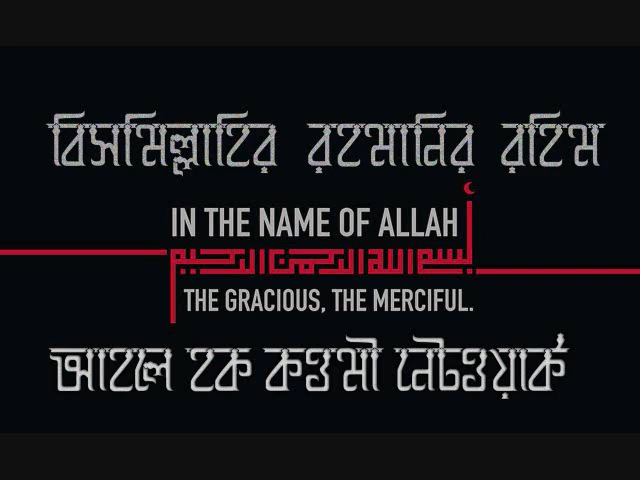 বিসমিল্লাহির রহমানির রহিম
IN THE NAME OF ALLAH
بسم الله الرحمن الرحيم
THE GRACIOUS, THE MERCIFUL.
আহলে হক কওমী নেটওয়ার্ক